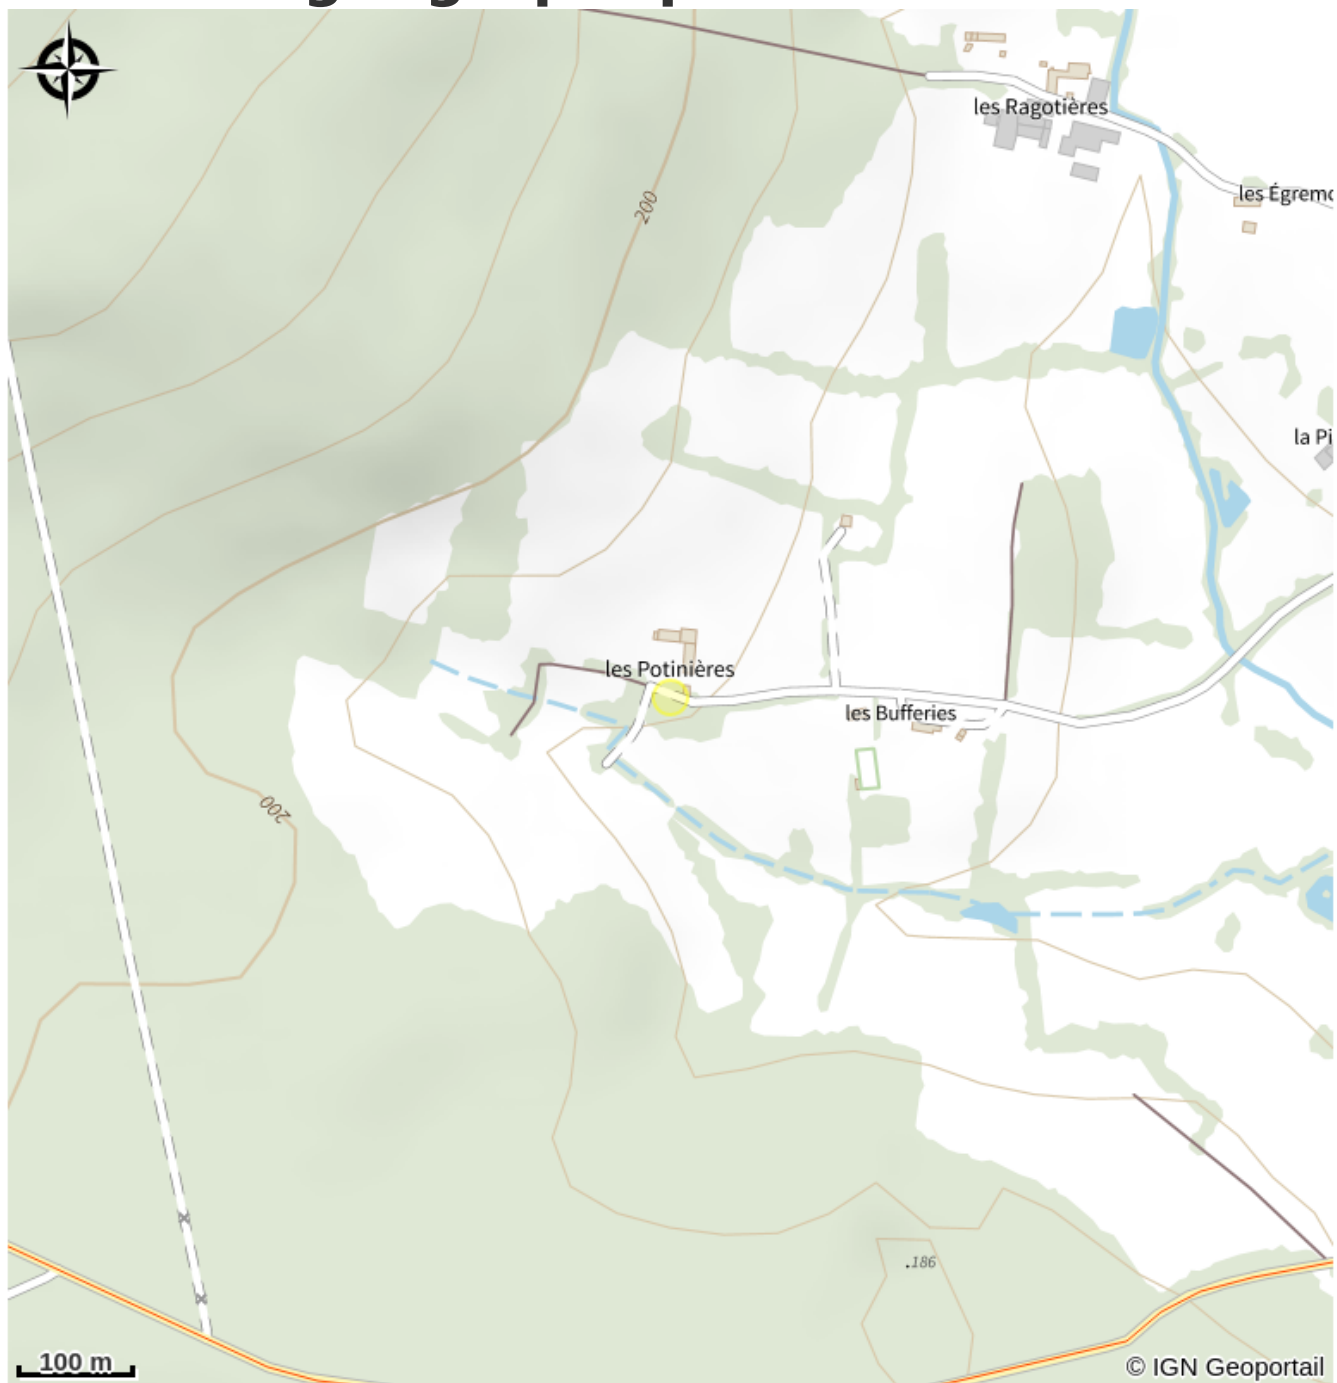 les Ragotières
les Égremo
200
la Pi
les Potinières
les Bufferies
200
.186
100 m
© IGN Geoportail